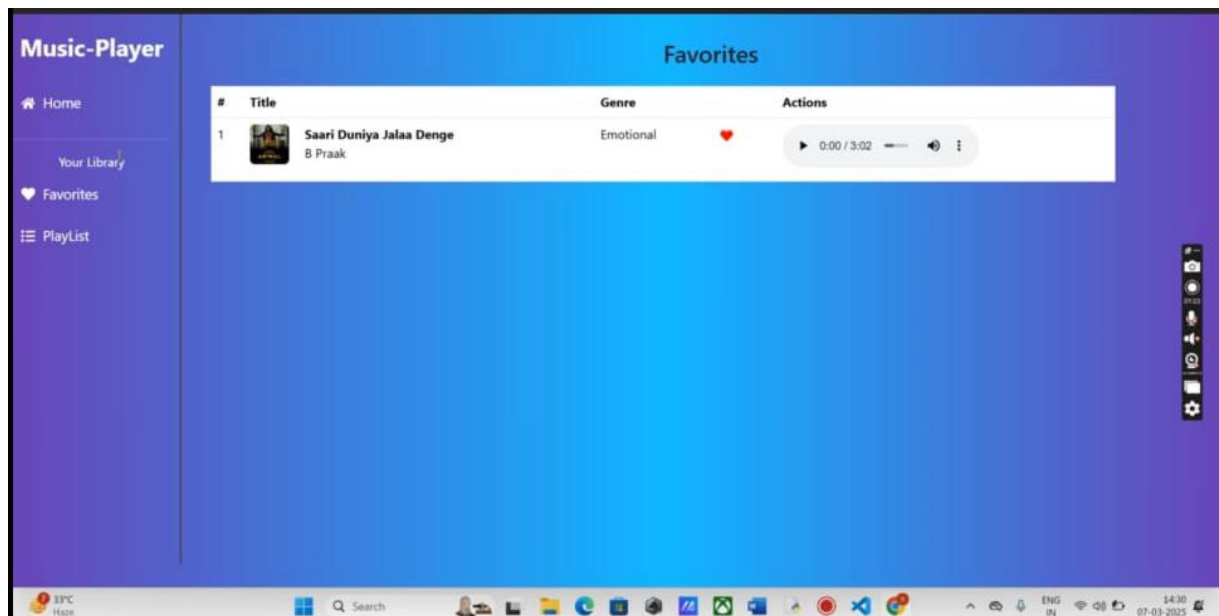 Music-Player
Home
Your Library
Favorites
PlayList
Favorites
# Title Genre Actions
1 Saari Duniya Jalaa Denge Emotional 0:00 / 3:02
B Praak
33°C
Haze
Search
ENG
IN
14:30
07-03-2025